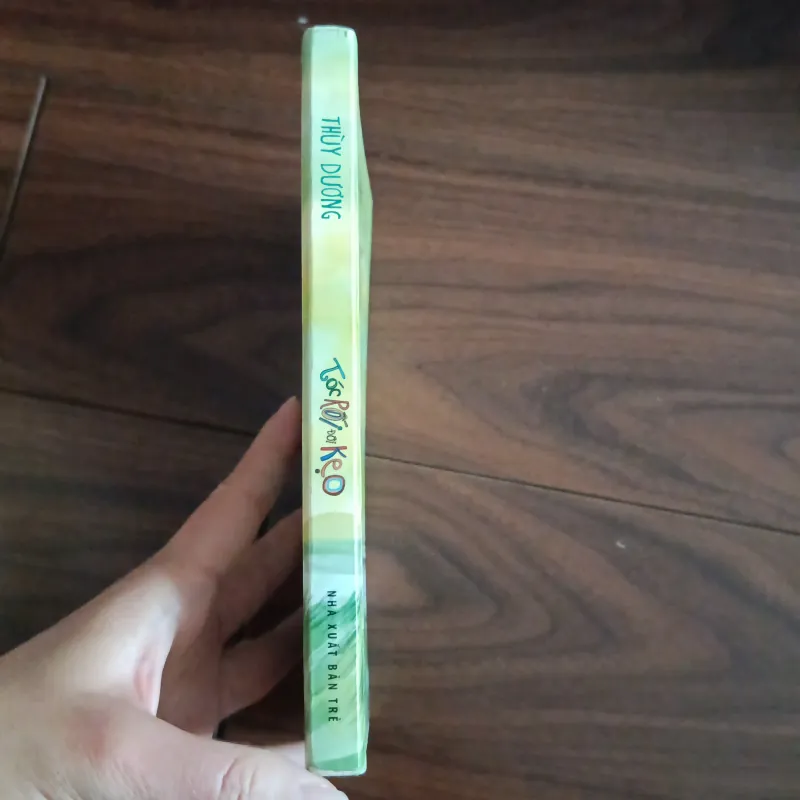 THÙY DƯƠNG
Tóc Rối ĐÒI Kẹo
NHÀ XUẤT BẢN TRẺ